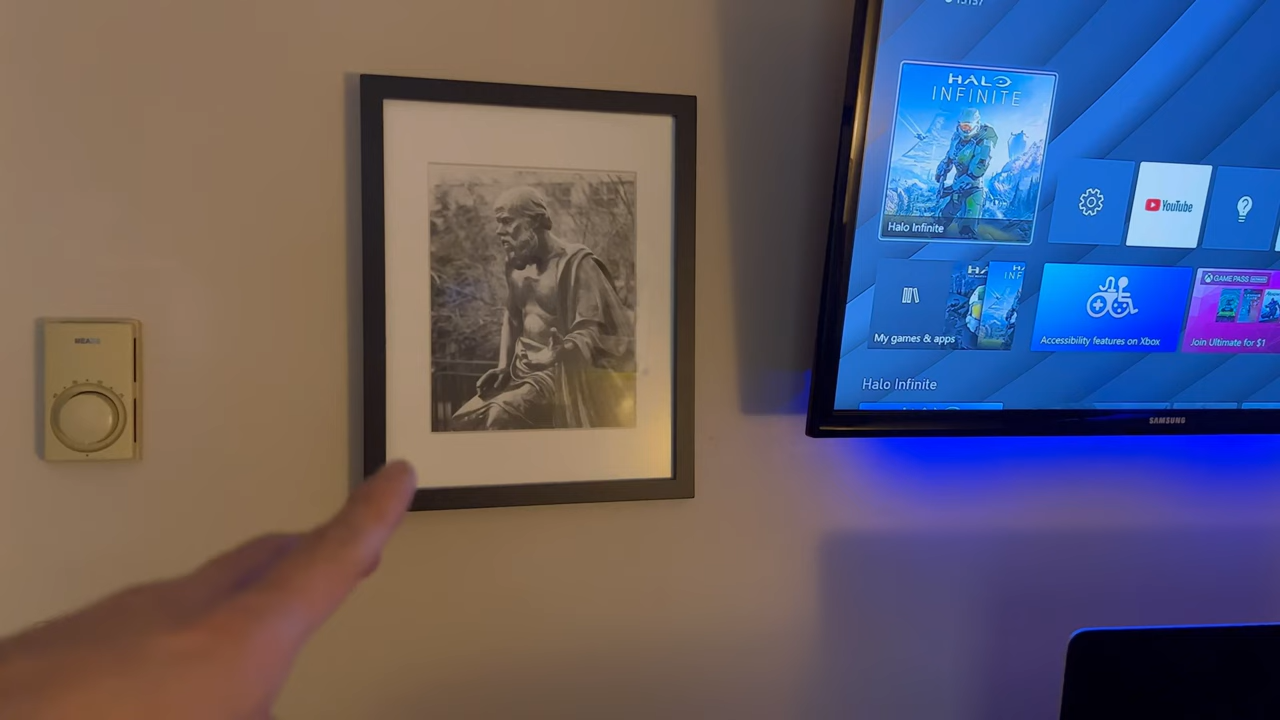 HALO
INFINITE
Halo Infinite
YouTube
My games & apps
Accessibility features on Xbox
GAME PASS
Join Ultimate for $1
Halo Infinite
SAMSUNG